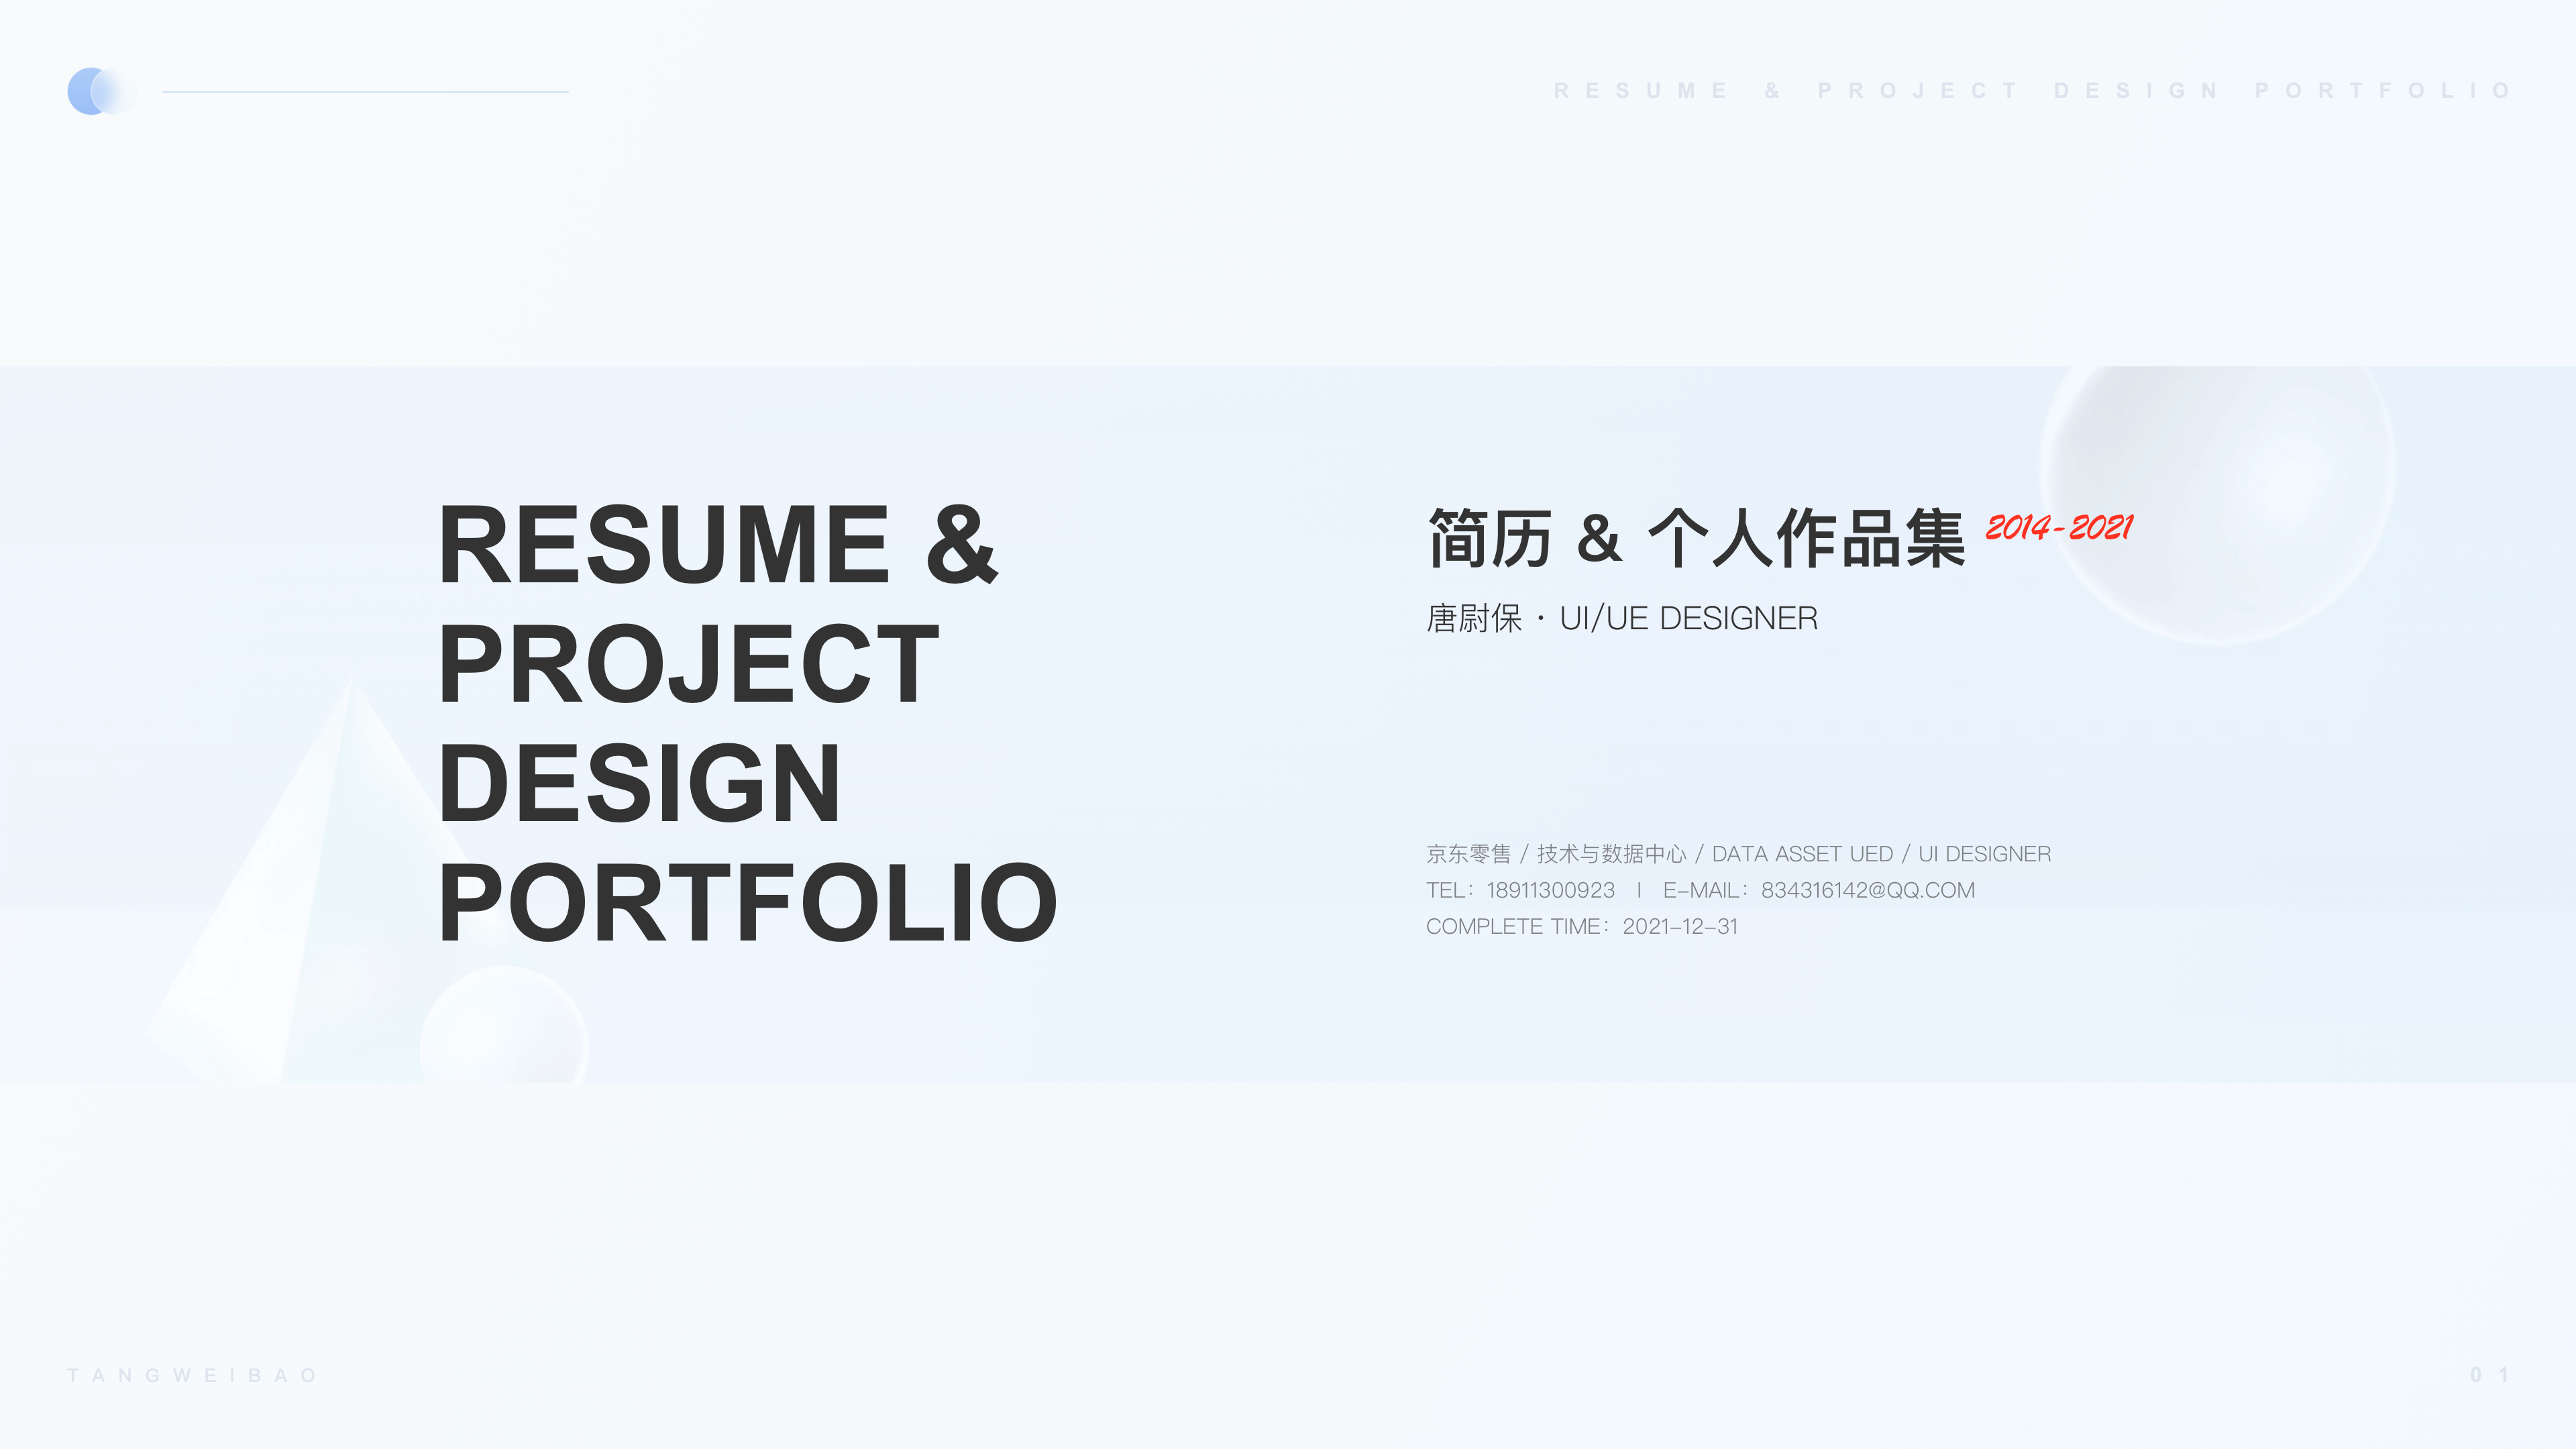 RESUME & PROJECT DESIGN PORTFOLIO
RESUME &
PROJECT
DESIGN
PORTFOLIO
简历 & 个人作品集 2014-2021
唐尉保 · UI/UE DESIGNER
京东零售 / 技术与数据中心 / DATA ASSET UED / UI DESIGNER
TEL：18911300923 I E-MAIL：834316142@QQ.COM
COMPLETE TIME：2021-12-31
TANGWEIBAO
01